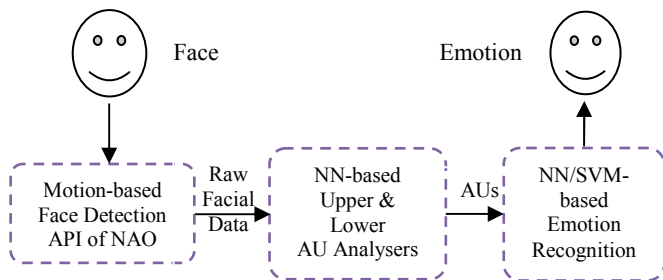 Face
Emotion
Motion-based
Face Detection
API of NAO
Raw
Facial
Data
NN-based
Upper &
Lower
AU Analysers
AUs
NN/SVM-
based
Emotion
Recognition